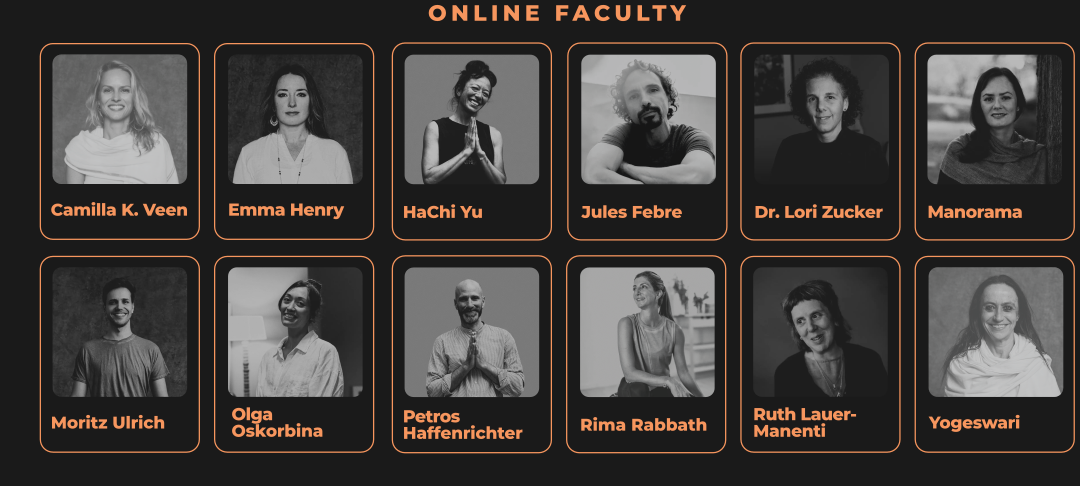 ONLINE FACULTY
Camilla K. Veen
Emma Henry
HaChi Yu
Jules Febre
Dr. Lori Zucker
Manorama
Moritz Ulrich
Olga
Oskorbina
Petros
Haffenrichter
Rima Rabbath
Ruth Lauer-
Manenti
Yogeswari